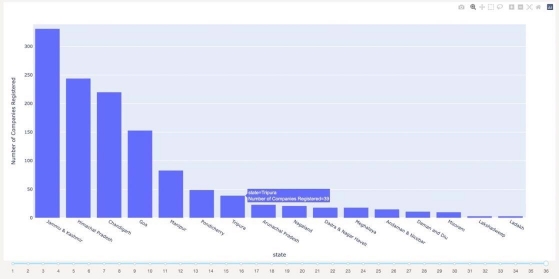 Number of Companies Registered
300
250
200
150
100
50
0
state=Tripura
Number of Companies Registered=39
Jammu & Kashmir
Himachal Pradesh
Chandigarh
Goa
Manipur
Pondicherry
Tripura
Arunachal Pradesh
Nagaland
Dadra & Nagar Haveli
Meghalaya
Andaman & Nicobar
Daman and Diu
Mizoram
Lakshadweep
Ladakh
state
1 2 3 4 5 6 7 8 9 10 11 12 13 14 15 16 17 18 19 20 21 22 23 24 25 26 27 28 29 30 31 32 33 34 35 36